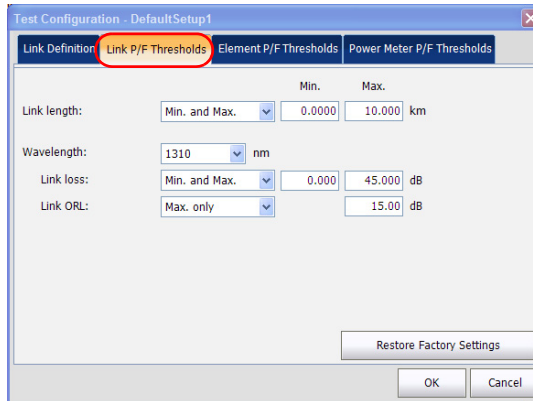 Test Configuration - DefaultSetup1
Link Definition Link P/F Thresholds Element P/F Thresholds Power Meter P/F Thresholds
Min. Max.
Link length: Min. and Max. 0.0000 10.000 km
Wavelength: 1310 nm
Link loss: Min. and Max. 0.000 45.000 dB
Link ORL: Max. only 15.00 dB
Restore Factory Settings
OK Cancel